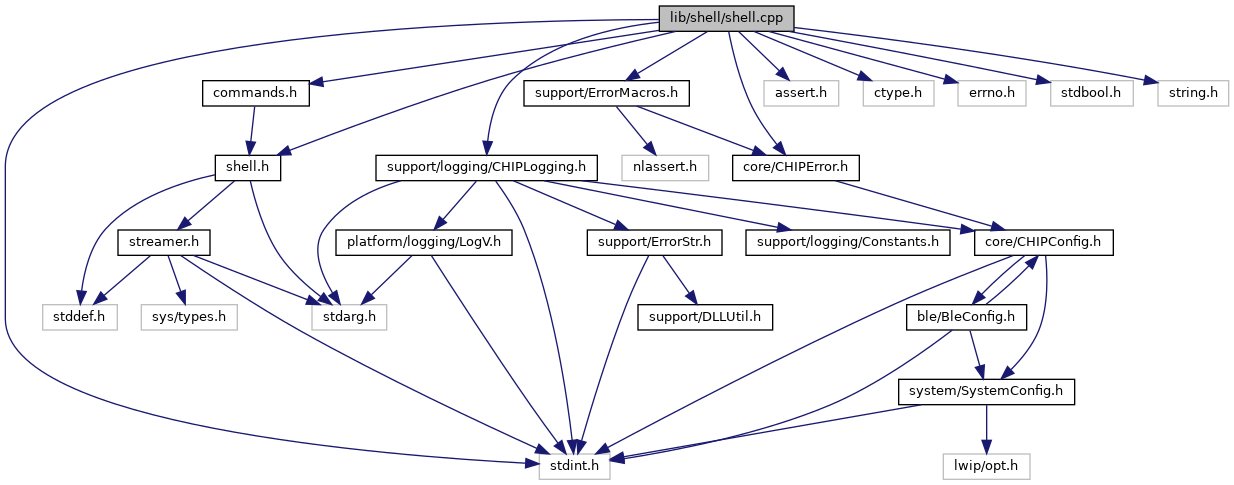 lib/shell/shell.cpp
commands.h
support/ErrorMacros.h
assert.h
ctype.h
errno.h
stdbool.h
string.h
shell.h
support/logging/CHIPLogging.h
nlassert.h
core/CHIPError.h
streamer.h
platform/logging/LogV.h
support/ErrorStr.h
support/logging/Constants.h
core/CHIPConfig.h
stddef.h
sys/types.h
stdarg.h
support/DLLUtil.h
ble/BleConfig.h
system/SystemConfig.h
stdint.h
lwip/opt.h